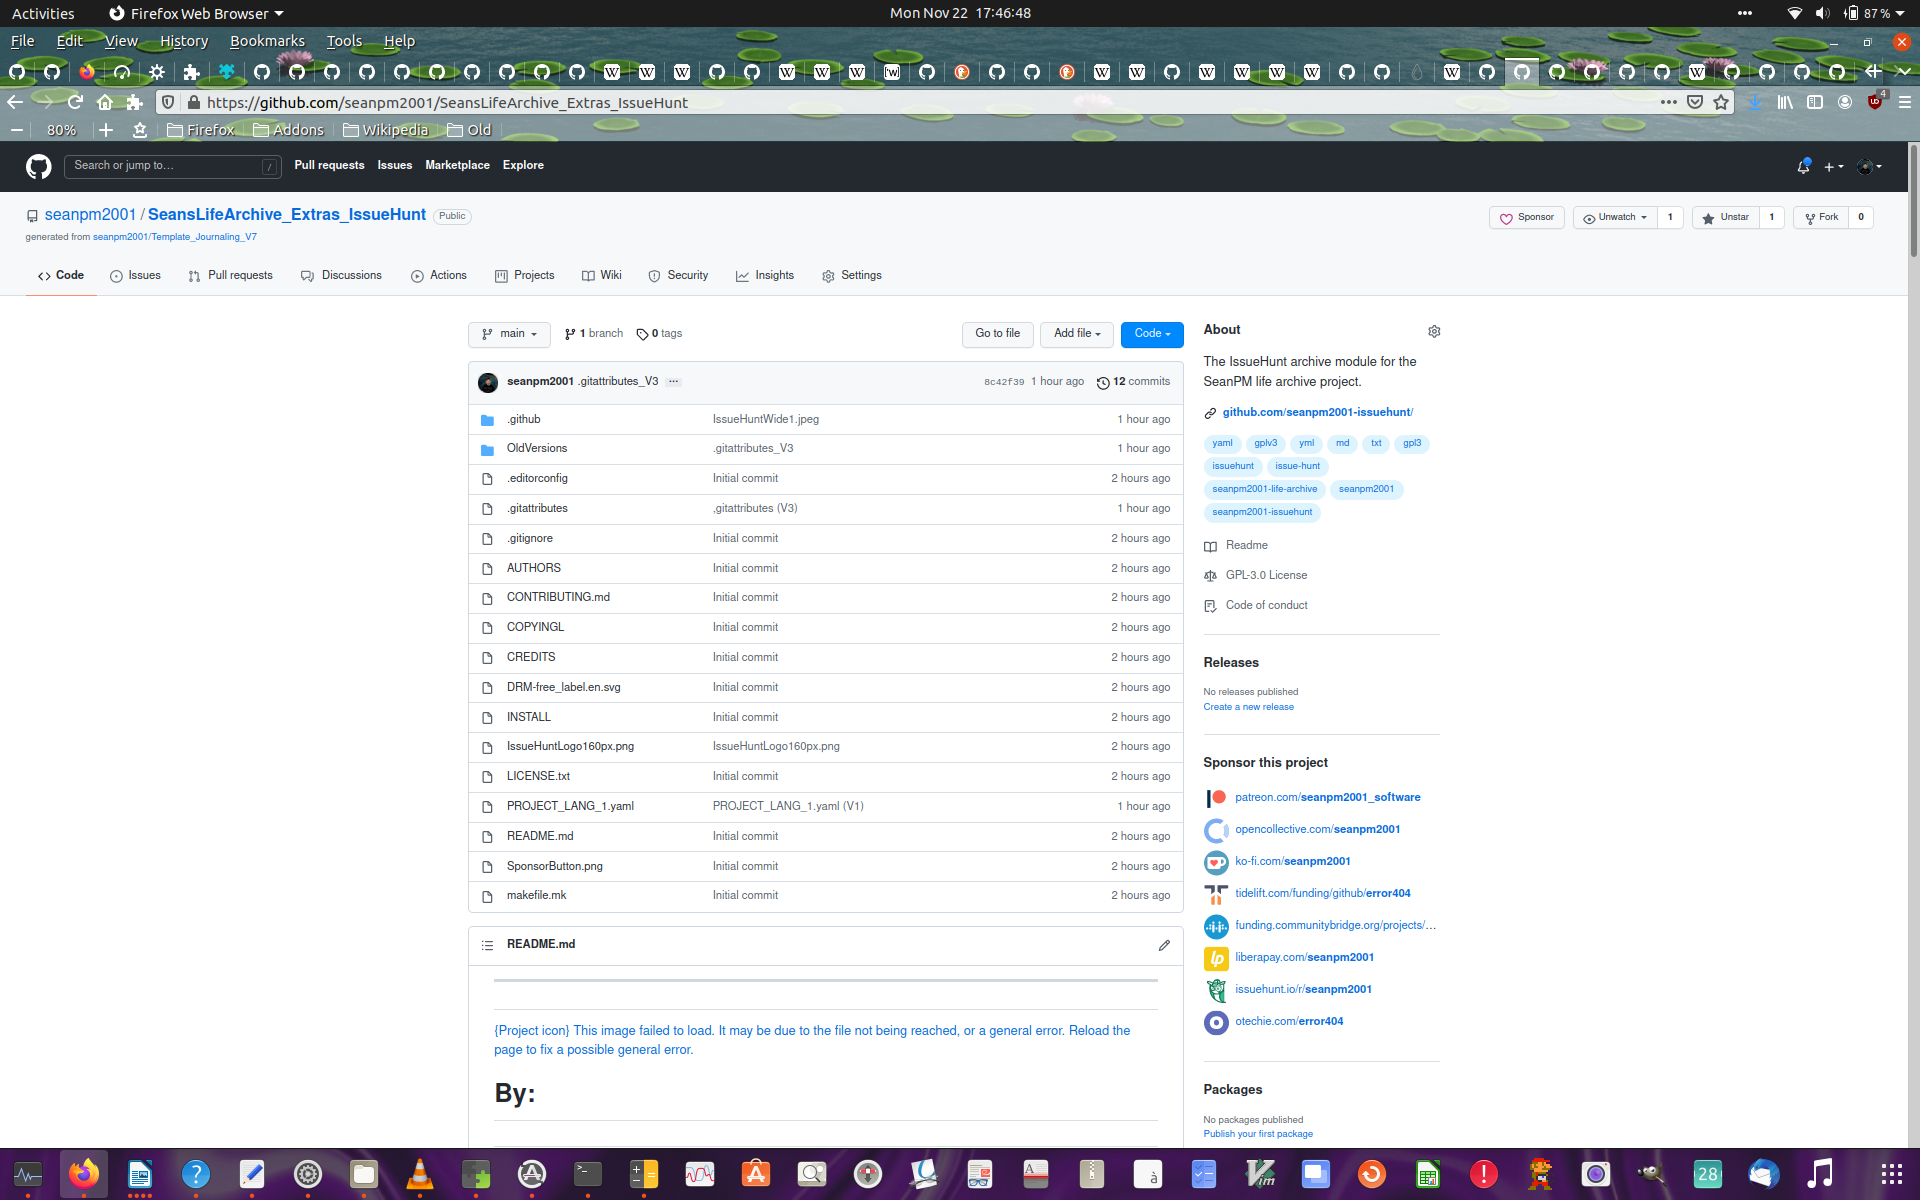 Activities
Firefox Web Browser
Mon Nov 22 17:46:48
87 %
File Edit View History Bookmarks Tools Help
https://github.com/seanpm2001/SeansLifeArchive_Extras_IssueHunt
4
80%
Firefox Addons Wikipedia Old
Search or jump to…
/
Pull requests Issues Marketplace Explore
seanpm2001 / SeansLifeArchive_Extras_IssueHunt Public
generated from seanpm2001/Template_Journaling_V7
Sponsor
Unwatch 1
Unstar 1
Fork 0
Code Issues Pull requests Discussions Actions Projects Wiki Security Insights Settings
main 1 branch 0 tags
Go to file Add file Code
seanpm2001 .gitattributes_V3 ... 8c42f39 1 hour ago 12 commits
.github IssueHuntWide1.jpeg 1 hour ago
OldVersions .gitattributes_V3 1 hour ago
.editorconfig Initial commit 2 hours ago
.gitattributes ,gitattributes (V3) 1 hour ago
.gitignore Initial commit 2 hours ago
AUTHORS Initial commit 2 hours ago
CONTRIBUTING.md Initial commit 2 hours ago
COPYINGL Initial commit 2 hours ago
CREDITS Initial commit 2 hours ago
DRM-free_label.en.svg Initial commit 2 hours ago
INSTALL Initial commit 2 hours ago
IssueHuntLogo160px.png IssueHuntLogo160px.png 2 hours ago
LICENSE.txt Initial commit 2 hours ago
PROJECT_LANG_1.yaml PROJECT_LANG_1.yaml (V1) 1 hour ago
README.md Initial commit 2 hours ago
SponsorButton.png Initial commit 2 hours ago
makefile.mk Initial commit 2 hours ago
README.md
{Project icon} This image failed to load. It may be due to the file not being reached, or a general error. Reload the
page to fix a possible general error.
By:
About
The IssueHunt archive module for the
SeanPM life archive project.
github.com/seanpm2001-issuehunt/
yaml gplv3 yml md txt gpl3
issuehunt issue-hunt
seanpm2001-life-archive seanpm2001
seanpm2001-issuehunt
Readme
GPL-3.0 License
Code of conduct
Releases
No releases published
Create a new release
Sponsor this project
patreon.com/seanpm2001_software
opencollective.com/seanpm2001
ko-fi.com/seanpm2001
tidelift.com/funding/github/error404
funding.communitybridge.org/projects/…
liberapay.com/seanpm2001
issuehunt.io/r/seanpm2001
otechie.com/error404
Packages
No packages published
Publish your first package
28